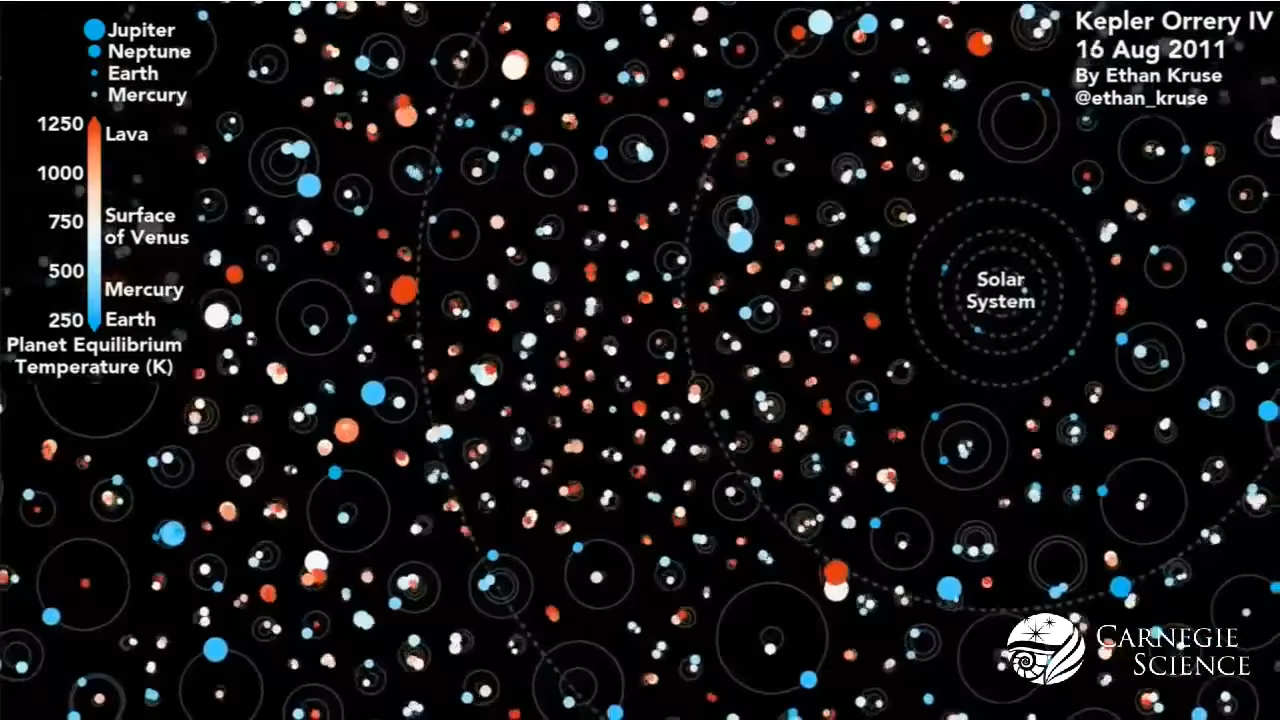 Jupiter
Neptune
Earth
Mercury
1250
Lava
1000
750
Surface
of Venus
500
Mercury
250
Earth
Planet Equilibrium
Temperature (K)
Kepler Orrery IV
16 Aug 2011
By Ethan Kruse
@ethan_kruse
Solar
System
CARNEGIE
SCIENCE